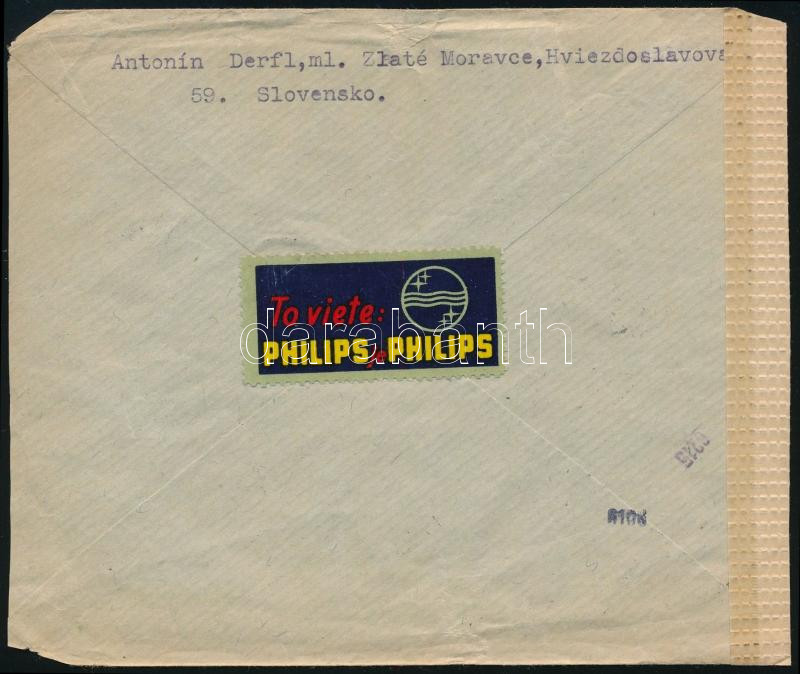 Antonín Derfl,ml. Zlaté Moravce,Hviezdoslavova
59. Slovensko.
To viete:
PHILIPS je PHILIPS
darabanth